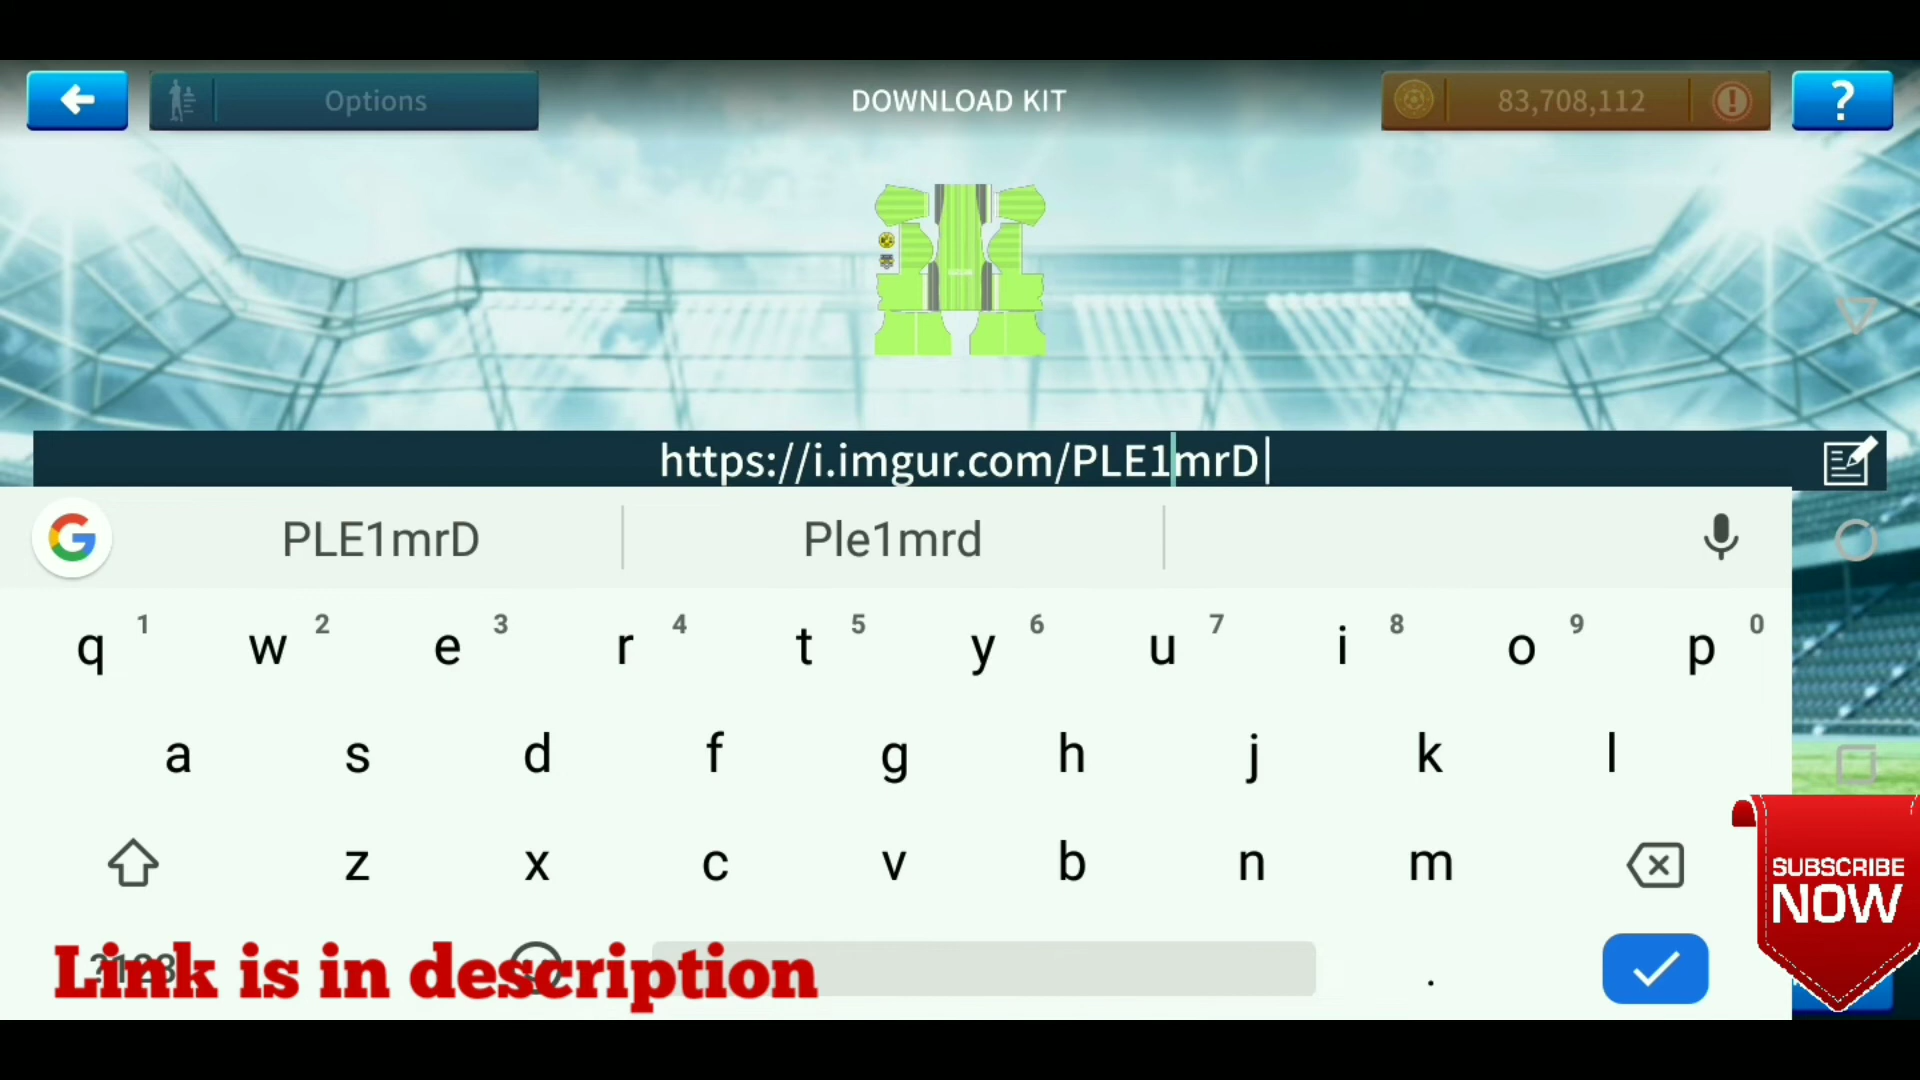 Options
DOWNLOAD KIT
83,708,112
?
https://i.imgur.com/PLE1mrD
PLE1mrD
Ple1mrd
q 1 w 2 e 3 r 4 t 5 y 6 u 7 i 8 o 9 p 0
a s d f g h j k l
z x c v b n m
?123
.
Link is in description
SUBSCRIBE
NOW